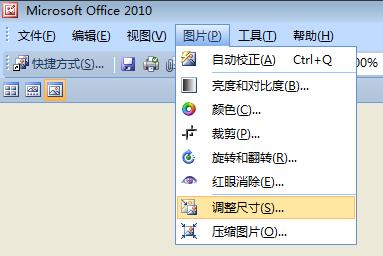 Microsoft Office 2010
文件(F) 编辑(E) 视图(V) 图片(P) 工具(T) 帮助(H)
快捷方式(S)... 00%
自动校正(A) Ctrl+Q
亮度和对比度(B)...
颜色(C)...
裁剪(P)...
旋转和翻转(R)...
红眼消除(E)...
调整尺寸(S)...
压缩图片(O)...